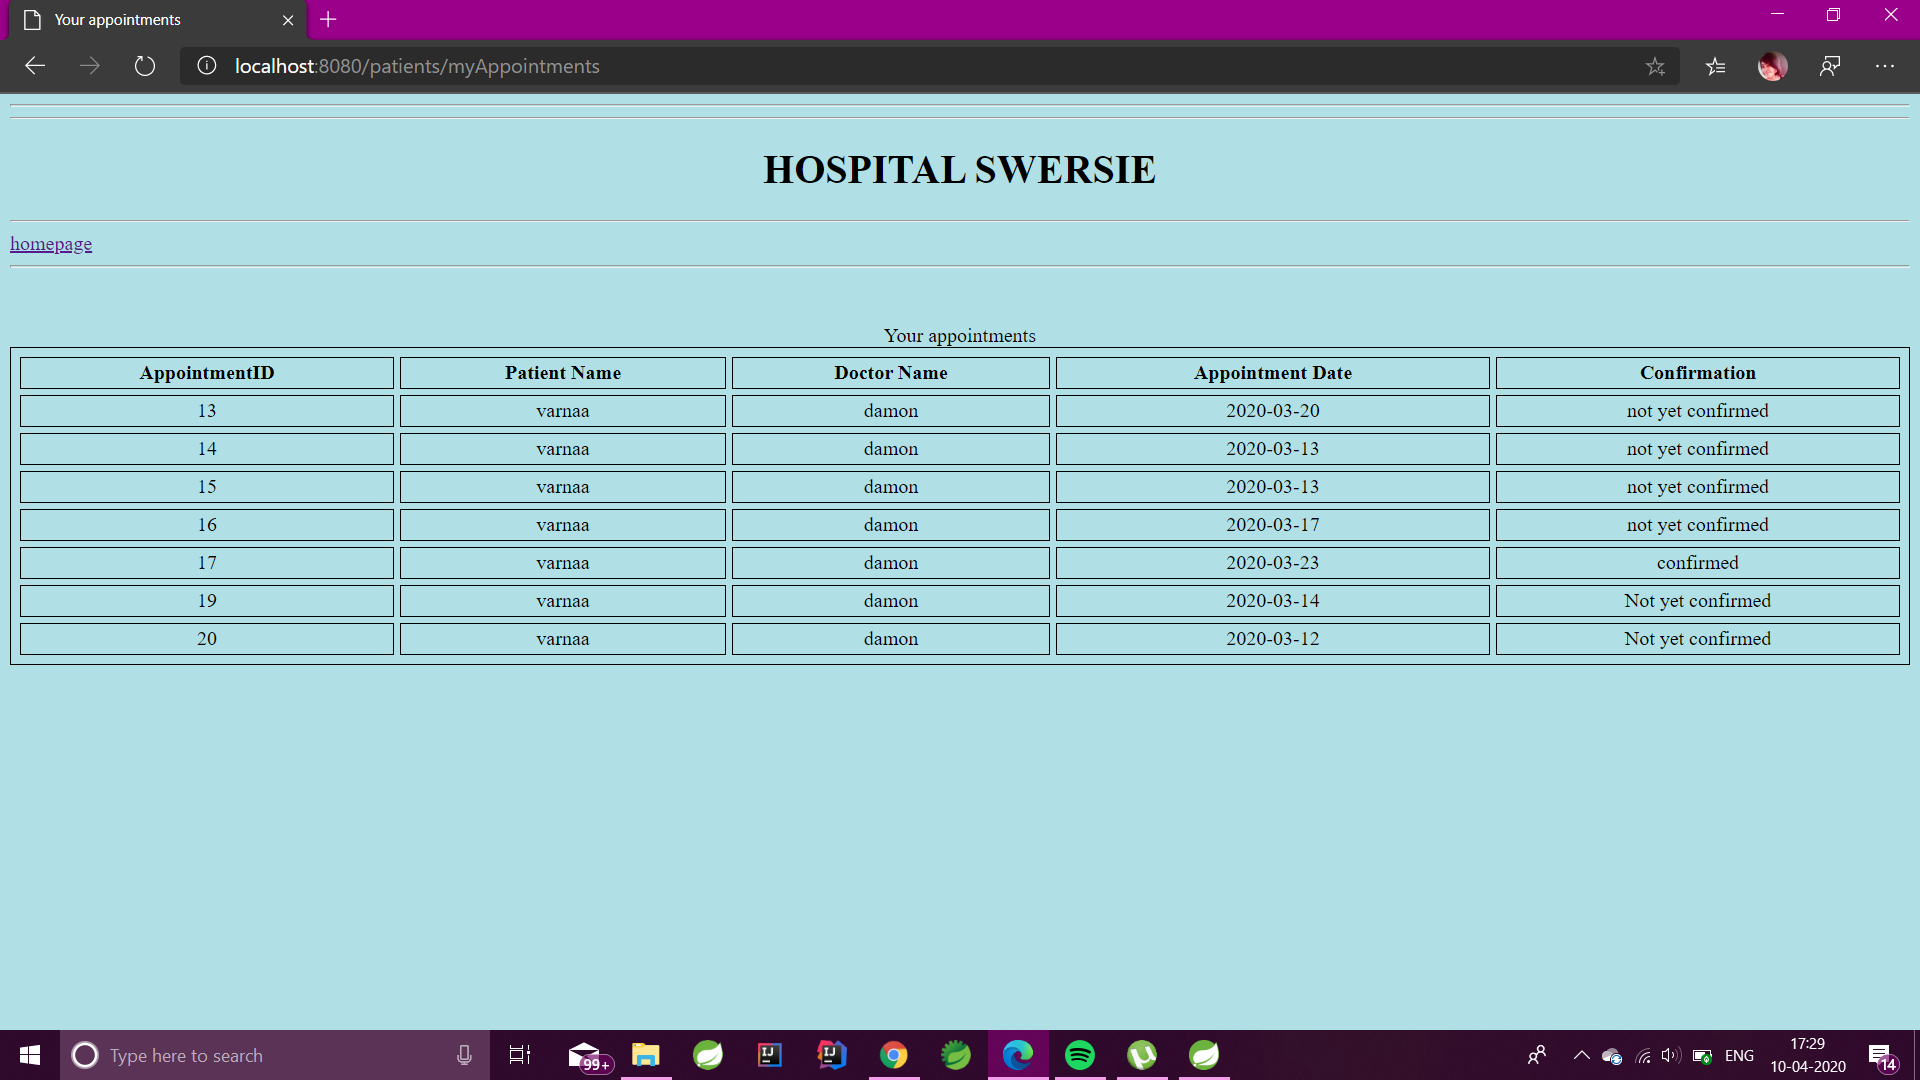 Your appointments
localhost:8080/patients/myAppointments
HOSPITAL SWERSIE
homepage
Your appointments
AppointmentID Patient Name Doctor Name Appointment Date Confirmation
13 varnaa damon 2020-03-20 not yet confirmed
14 varnaa damon 2020-03-13 not yet confirmed
15 varnaa damon 2020-03-13 not yet confirmed
16 varnaa damon 2020-03-17 not yet confirmed
17 varnaa damon 2020-03-23 confirmed
19 varnaa damon 2020-03-14 Not yet confirmed
20 varnaa damon 2020-03-12 Not yet confirmed
Type here to search
99+
IJ
IJ
ENG
17:29
10-04-2020
14